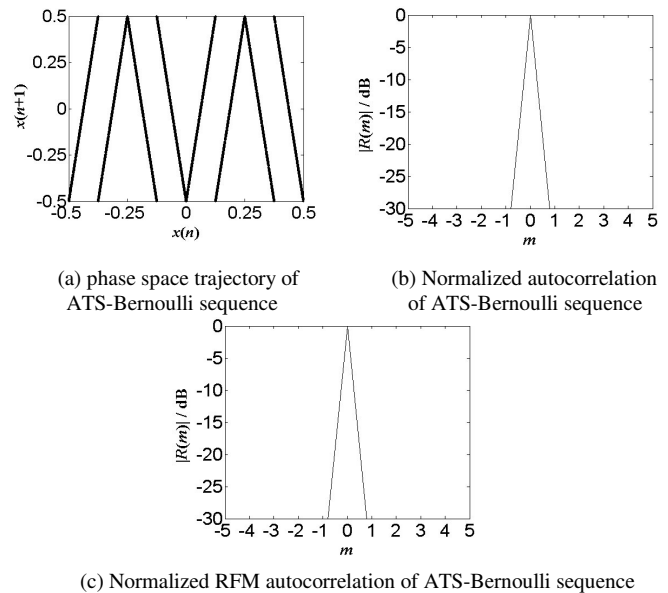 0.5
0.25
0
-0.25
-0.5
x(n+1)
-0.5 -0.25 0 0.25 0.5
x(n)
0
-5
-10
-15
-20
-25
-30
|R(m)| / dB
-5 -4 -3 -2 -1 0 1 2 3 4 5
m
(a) phase space trajectory of
ATS-Bernoulli sequence
(b) Normalized autocorrelation
of ATS-Bernoulli sequence
0
-5
-10
-15
-20
-25
-30
|R(m)| / dB
-5 -4 -3 -2 -1 0 1 2 3 4 5
m
(c) Normalized RFM autocorrelation of ATS-Bernoulli sequence